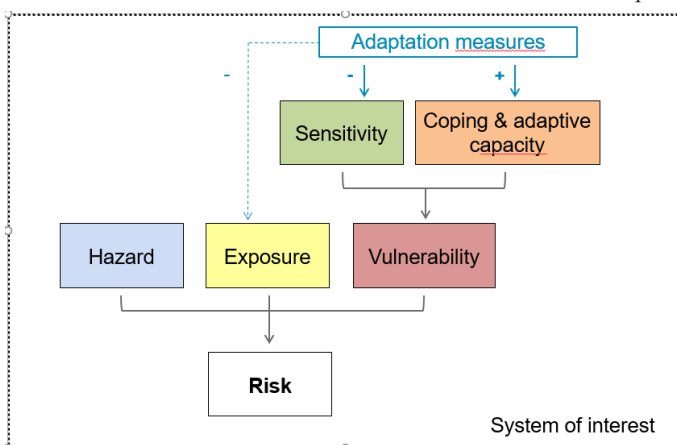 Adaptation measures
-
-
+
Sensitivity
Coping & adaptive
capacity
Hazard
Exposure
Vulnerability
Risk
System of interest